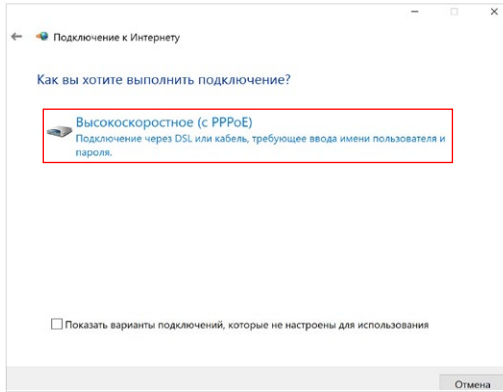 Подключение к Интернету
Как вы хотите выполнить подключение?
Высокоскоростное (с PPPoE)
Подключение через DSL или кабель, требующее ввода имени пользователя и
пароля.
Показать варианты подключений, которые не настроены для использования
Отмена